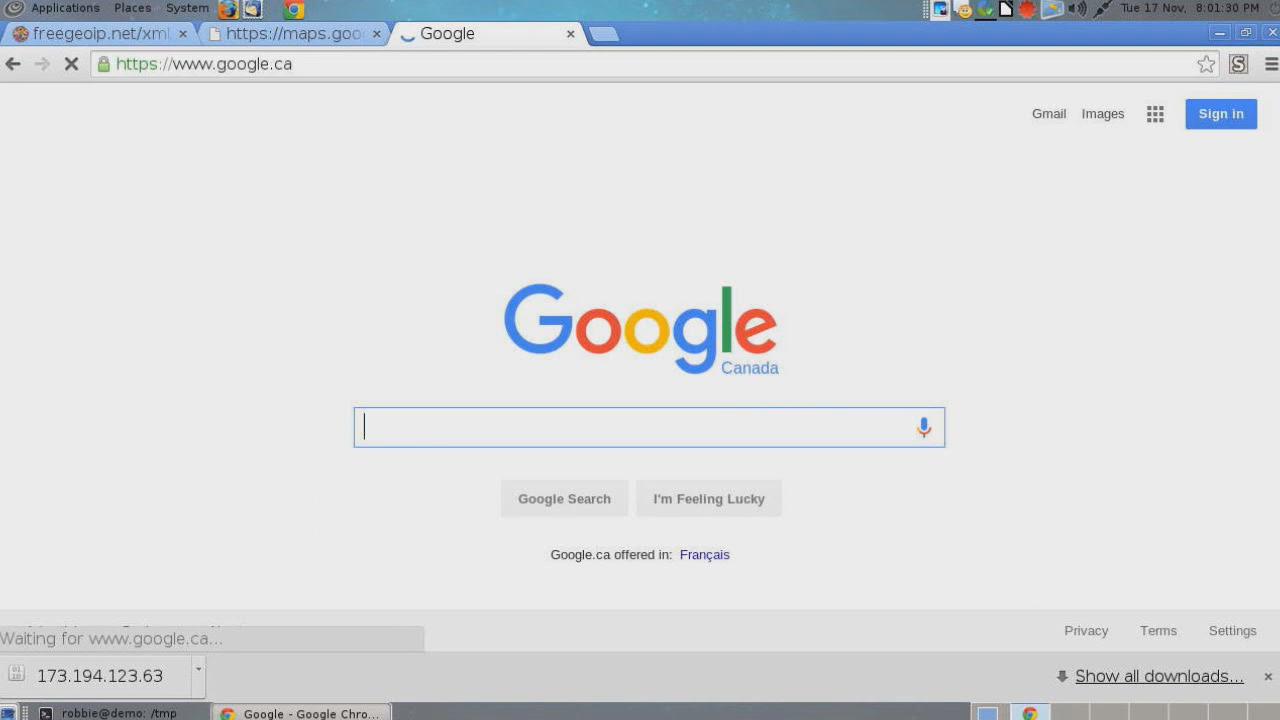 Applications Places System Tue 17 Nov, 8:01:30 PM
freegeoip.net/xml https://maps.goo Google
https://www.google.ca
Gmail Images Sign in
Google
Canada
Google Search I'm Feeling Lucky
Google.ca offered in: Français
Waiting for www.google.ca...
Privacy Terms Settings
173.194.123.63 Show all downloads...
robbie@demo: /tmp Google - Google Chro...